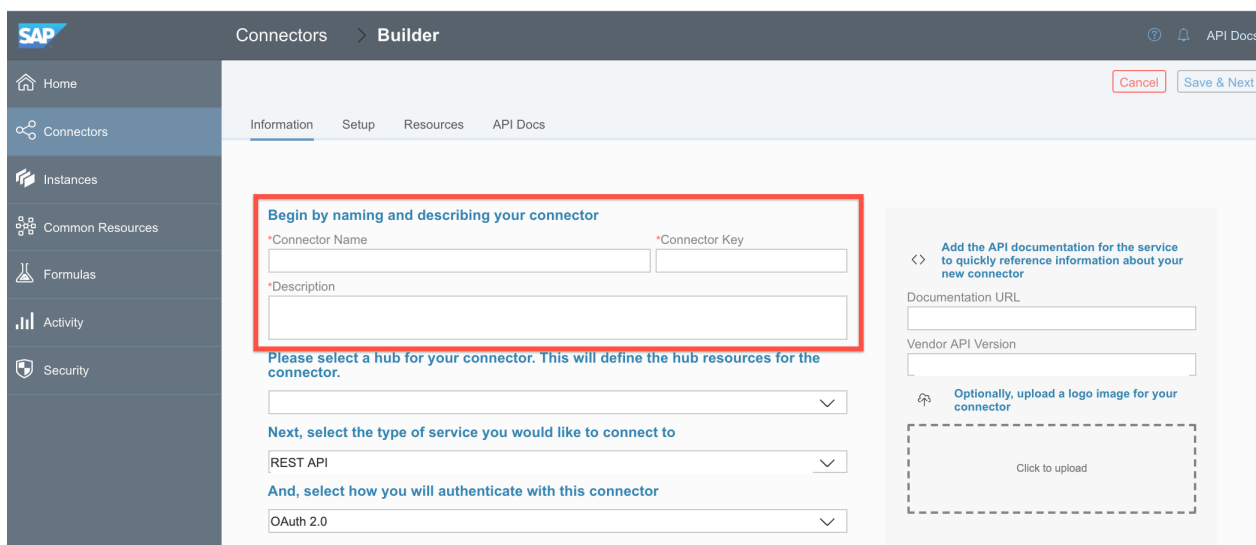 SAP
Connectors > Builder
API Docs
Home
Connectors
Instances
Common Resources
Formulas
Activity
Security
Cancel
Save & Next
Information Setup Resources API Docs
Begin by naming and describing your connector
*Connector Name
*Connector Key
*Description
Please select a hub for your connector. This will define the hub resources for the
connector.
Next, select the type of service you would like to connect to
REST API
And, select how you will authenticate with this connector
OAuth 2.0
<> Add the API documentation for the service
to quickly reference information about your
new connector
Documentation URL
Vendor API Version
Optionally, upload a logo image for your
connector
Click to upload